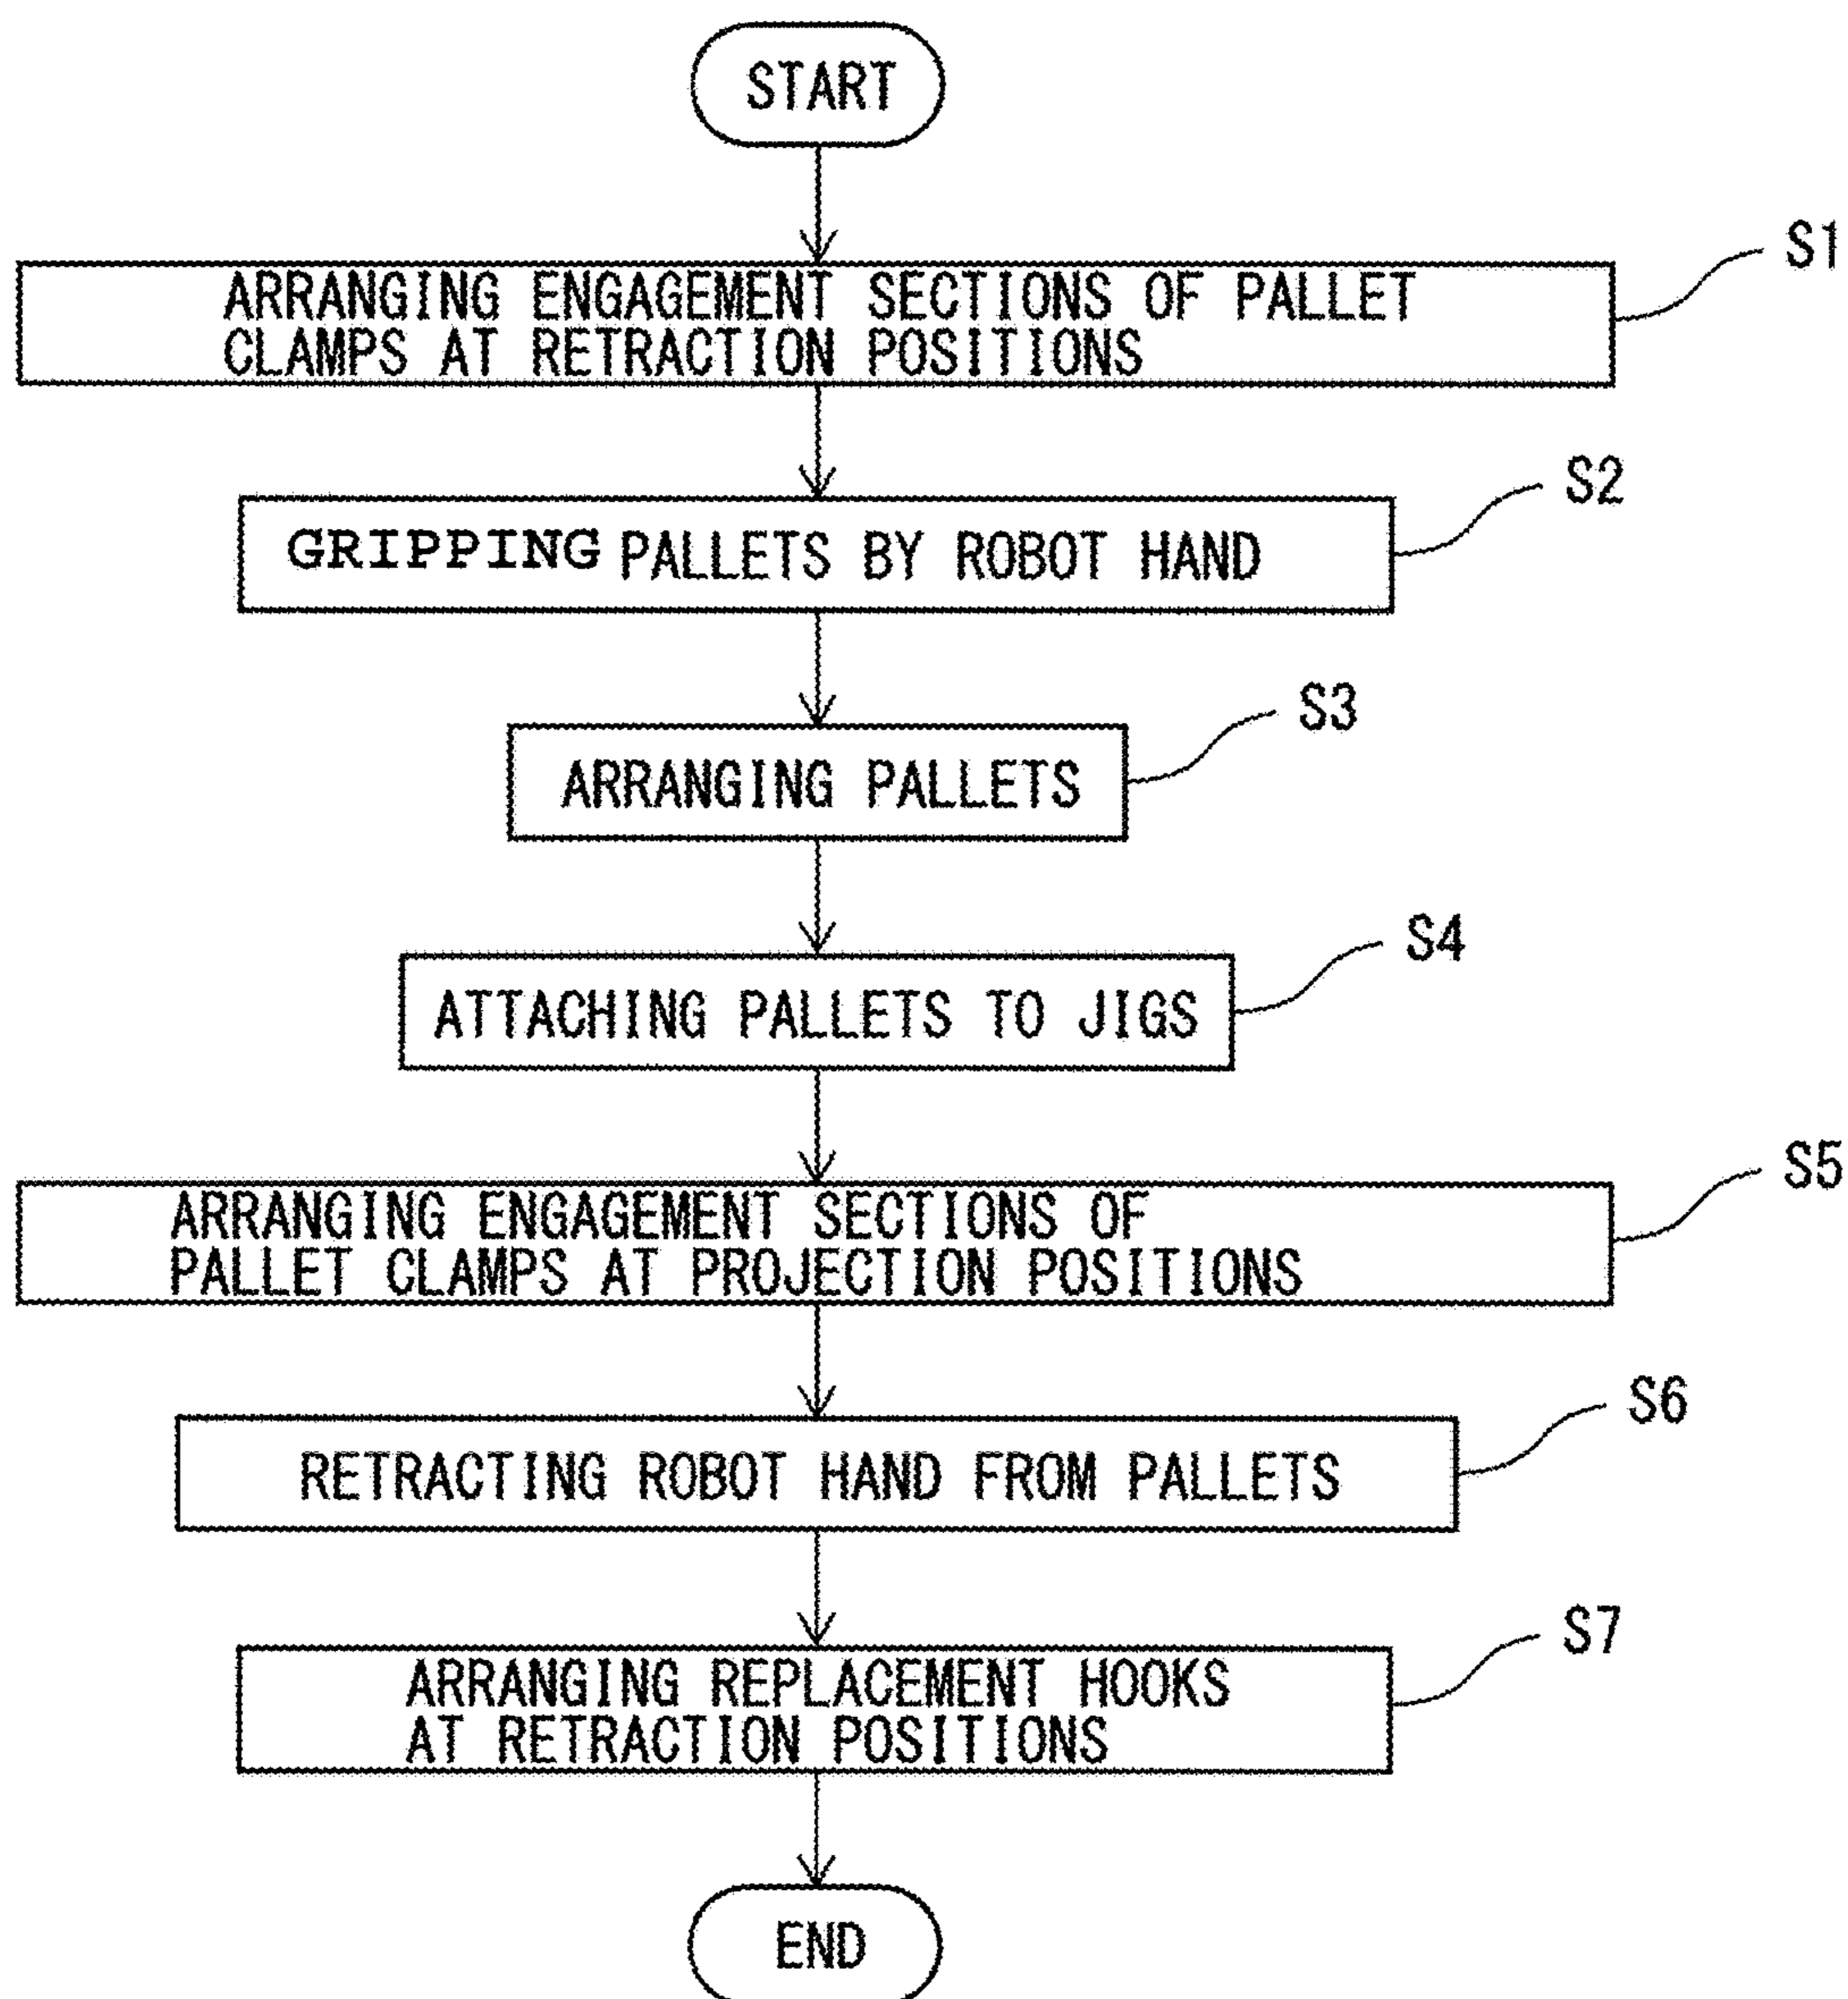 START
S1
ARRANGING ENGAGEMENT SECTIONS OF PALLET
CLAMPS AT RETRACTION POSITIONS
S2
GRIPPING PALLETS BY ROBOT HAND
S3
ARRANGING PALLETS
S4
ATTACHING PALLETS TO JIGS
S5
ARRANGING ENGAGEMENT SECTIONS OF
PALLET CLAMPS AT PROJECTION POSITIONS
S6
RETRACTING ROBOT HAND FROM PALLETS
S7
ARRANGING REPLACEMENT HOOKS
AT RETRACTION POSITIONS
END